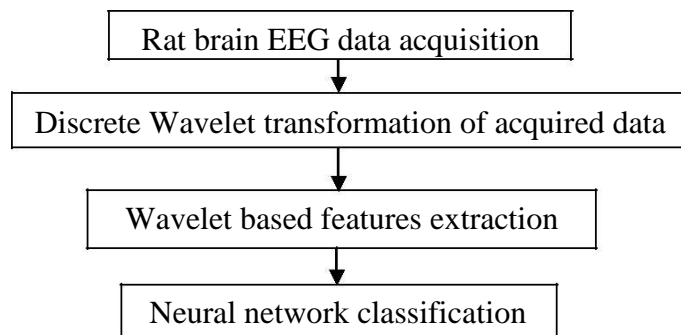 Rat brain EEG data acquisition
Discrete Wavelet transformation of acquired data
Wavelet based features extraction
Neural network classification